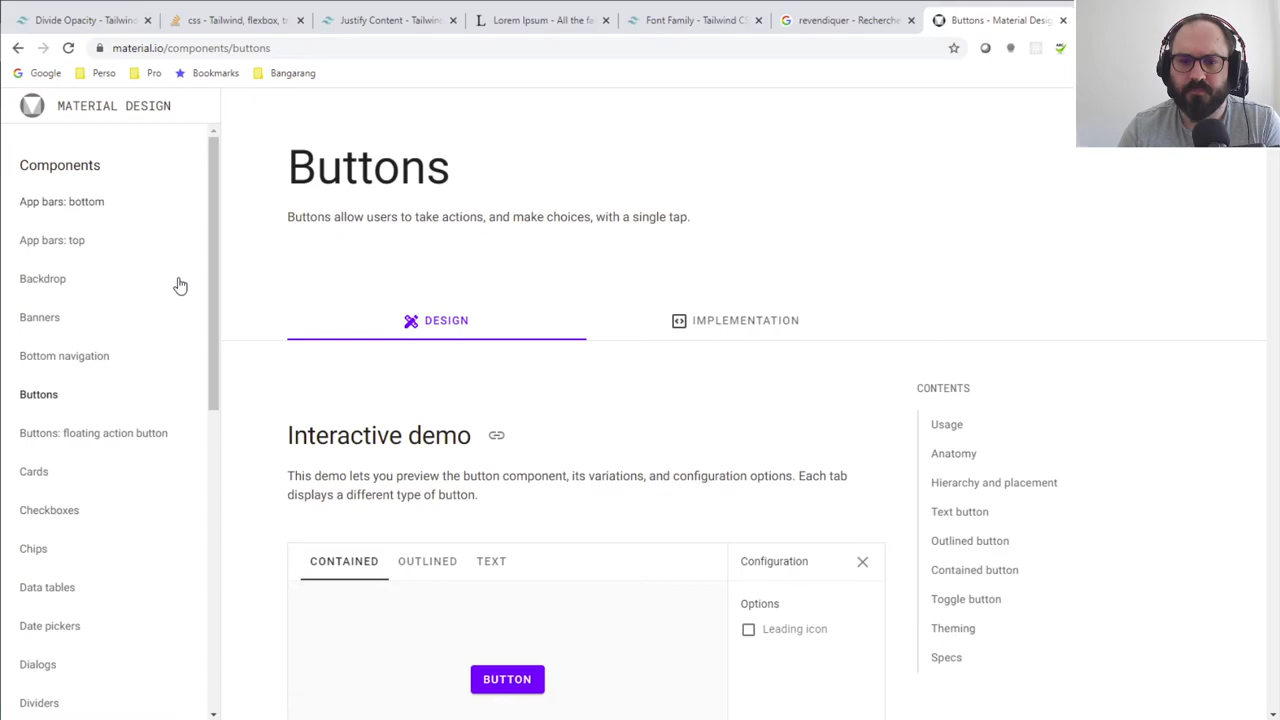 Divide Opacity - Tailwind
css - Tailwind, flexbox, t
Justify Content - Tailwin
Lorem Ipsum - All the fa
Font Family - Tailwind C
revendiquer - Recherche
Buttons - Material Desig
material.io/components/buttons
Google
Perso
Pro
Bookmarks
Bangarang
MATERIAL DESIGN
Components
App bars: bottom
App bars: top
Backdrop
Banners
Bottom navigation
Buttons
Buttons: floating action button
Cards
Checkboxes
Chips
Data tables
Date pickers
Dialogs
Dividers
Buttons
Buttons allow users to take actions, and make choices, with a single tap.
DESIGN
IMPLEMENTATION
Interactive demo
This demo lets you preview the button component, its variations, and configuration options. Each tab
displays a different type of button.
CONTAINED
OUTLINED
TEXT
BUTTON
Configuration
Options
Leading icon
CONTENTS
Usage
Anatomy
Hierarchy and placement
Text button
Outlined button
Contained button
Toggle button
Theming
Specs